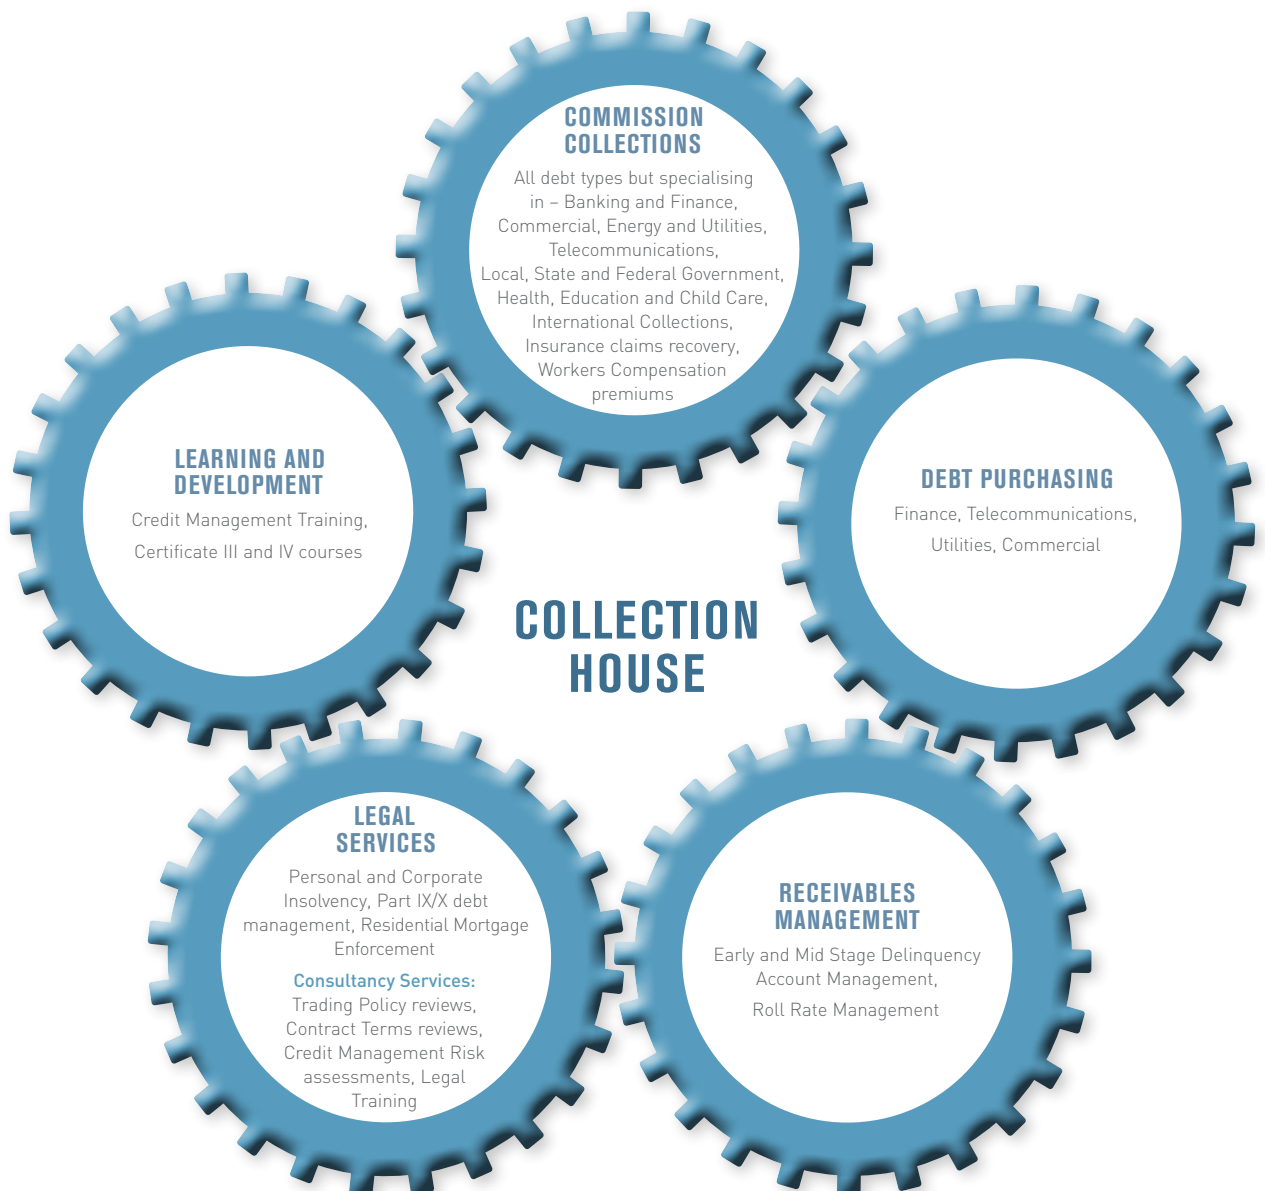 COMMISSION
COLLECTIONS
All debt types but specialising
in – Banking and Finance,
Commercial, Energy and Utilities,
Telecommunications,
Local, State and Federal Government,
Health, Education and Child Care,
International Collections,
Insurance claims recovery,
Workers Compensation
premiums
LEARNING AND
DEVELOPMENT
Credit Management Training,
Certificate III and IV courses
DEBT PURCHASING
Finance, Telecommunications,
Utilities, Commercial
COLLECTION
HOUSE
LEGAL
SERVICES
Personal and Corporate
Insolvency, Part IX/X debt
management, Residential Mortgage
Enforcement
Consultancy Services:
Trading Policy reviews,
Contract Terms reviews,
Credit Management Risk
assessments, Legal
Training
RECEIVABLES
MANAGEMENT
Early and Mid Stage Delinquency
Account Management,
Roll Rate Management